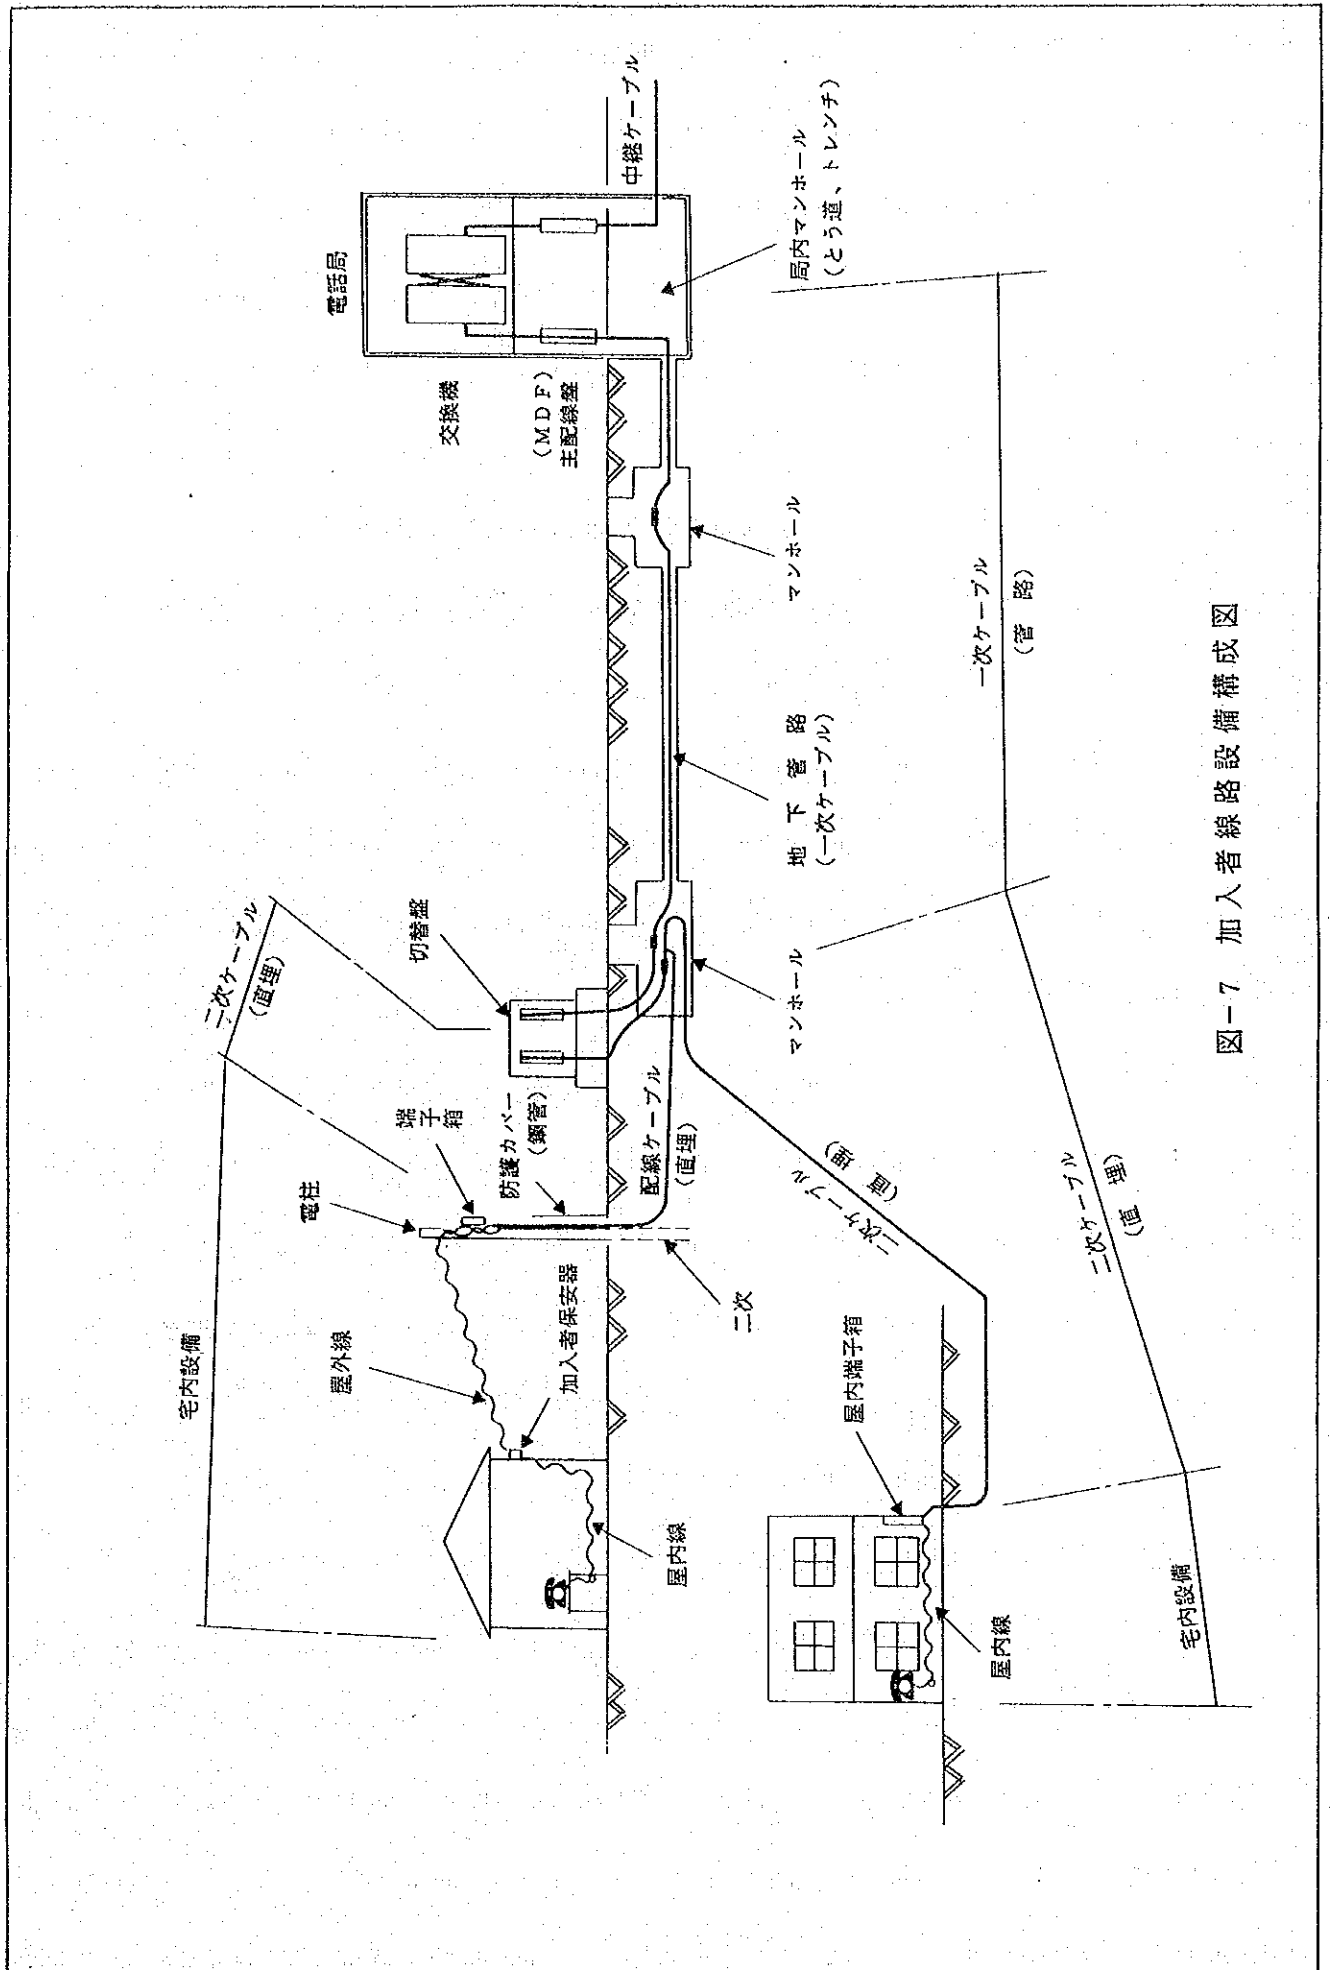 電話局
中継ケーブル
交換機
(MDF)
主配線盤
局内マンホール
(とう道、トレンチ)
マンホール
地下管路
(一次ケーブル)
一次ケーブル
(管路)
二次ケーブル
(直埋)
切替盤
マンホール
端子箱
防護カバー
(鋼管)
配線ケーブル
(直埋)
電柱
二次ケーブル
(直埋)
二次ケーブル
(直埋)
二次
宅内設備
屋外線
加入者保安器
屋内線
屋内端子箱
屋内線
宅内設備
図-7 加入者線路設備構成図